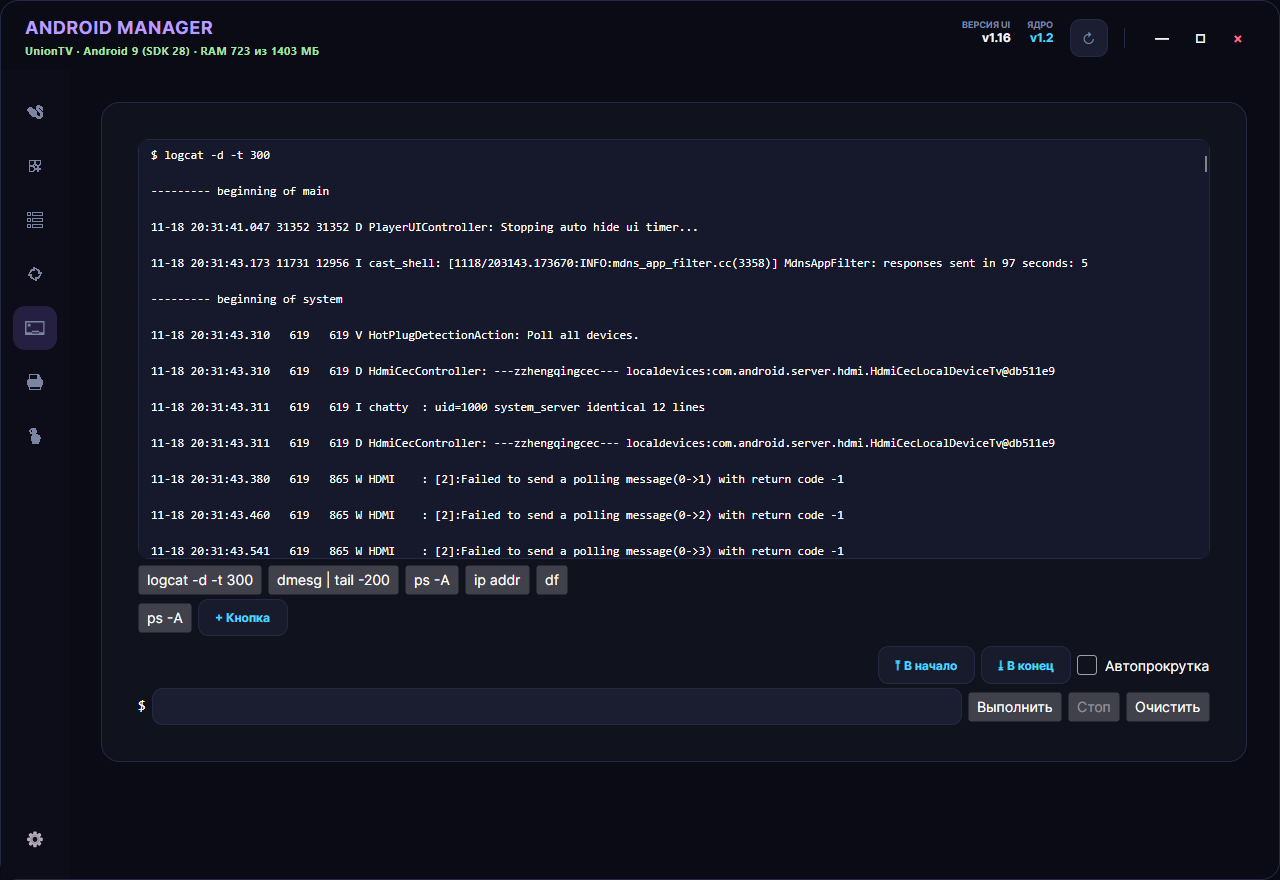 ANDROID MANAGER
UnionTV · Android 9 (SDK 28) · RAM 723 из 1403 МБ
ВЕРСИЯ UI
v1.16
ЯДРО
v1.2
$ logcat -d -t 300
--------- beginning of main
11-18 20:31:41.047 31352 31352 D PlayerUIController: Stopping auto hide ui timer...
11-18 20:31:43.173 11731 12956 I cast_shell: [1118/203143.173670:INFO:mdns_app_filter.cc(3358)] MdnsAppFilter: responses sent in 97 seconds: 5
--------- beginning of system
11-18 20:31:43.310   619   619 V HotPlugDetectionAction: Poll all devices.
11-18 20:31:43.310   619   619 D HdmiCecController: ---zzhengqingcec--- localdevices:com.android.server.hdmi.HdmiCecLocalDeviceTv@db511e9
11-18 20:31:43.311   619   619 I chatty  : uid=1000 system_server identical 12 lines
11-18 20:31:43.311   619   619 D HdmiCecController: ---zzhengqingcec--- localdevices:com.android.server.hdmi.HdmiCecLocalDeviceTv@db511e9
11-18 20:31:43.380   619   865 W HDMI    : [2]:Failed to send a polling message(0->1) with return code -1
11-18 20:31:43.460   619   865 W HDMI    : [2]:Failed to send a polling message(0->2) with return code -1
11-18 20:31:43.541   619   865 W HDMI    : [2]:Failed to send a polling message(0->3) with return code -1
logcat -d -t 300
dmesg | tail -200
ps -A
ip addr
df
ps -A
+ Кнопка
⤒ В начало
⤓ В конец
Автопрокрутка
$
Выполнить
Стоп
Очистить